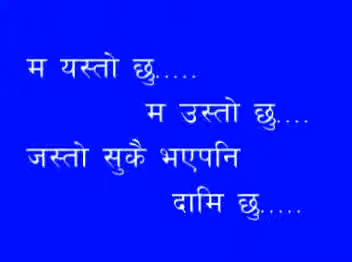 म यस्तो छु.....
म उस्तो छु....
जस्तो सुकै भएपनि
दामि छु.....